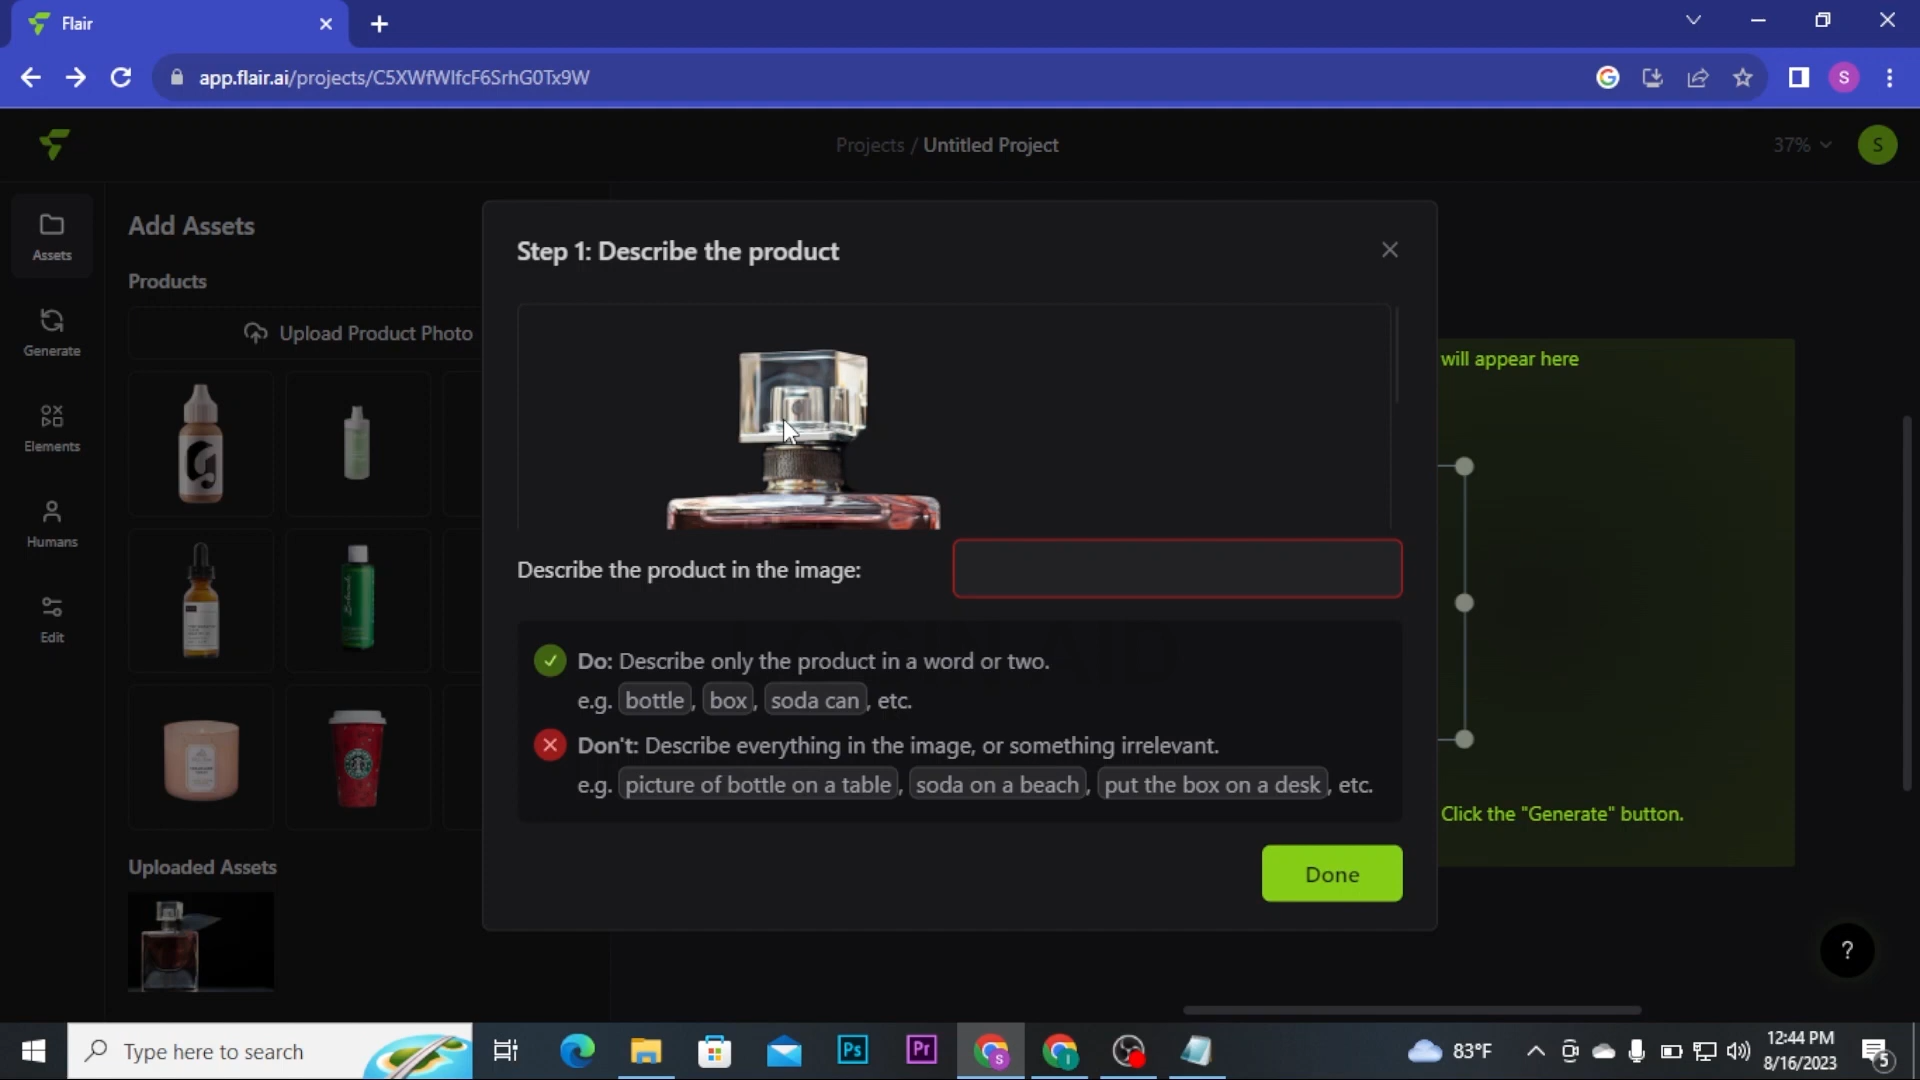 Flair
app.flair.ai/projects/C5XWfWIfcF6SrhG0Tx9W
S
Projects / Untitled Project
37%
S
Assets
Generate
Elements
Humans
Edit
Add Assets
Products
Upload Product Photo
Uploaded Assets
Step 1: Describe the product
Describe the product in the image:
Do: Describe only the product in a word or two.
e.g. bottle, box, soda can, etc.
Don't: Describe everything in the image, or something irrelevant.
e.g. picture of bottle on a table, soda on a beach, put the box on a desk, etc.
Done
will appear here
Click the "Generate" button.
?
Type here to search
Ps
Pr
S
I
83°F
12:44 PM
8/16/2023
5